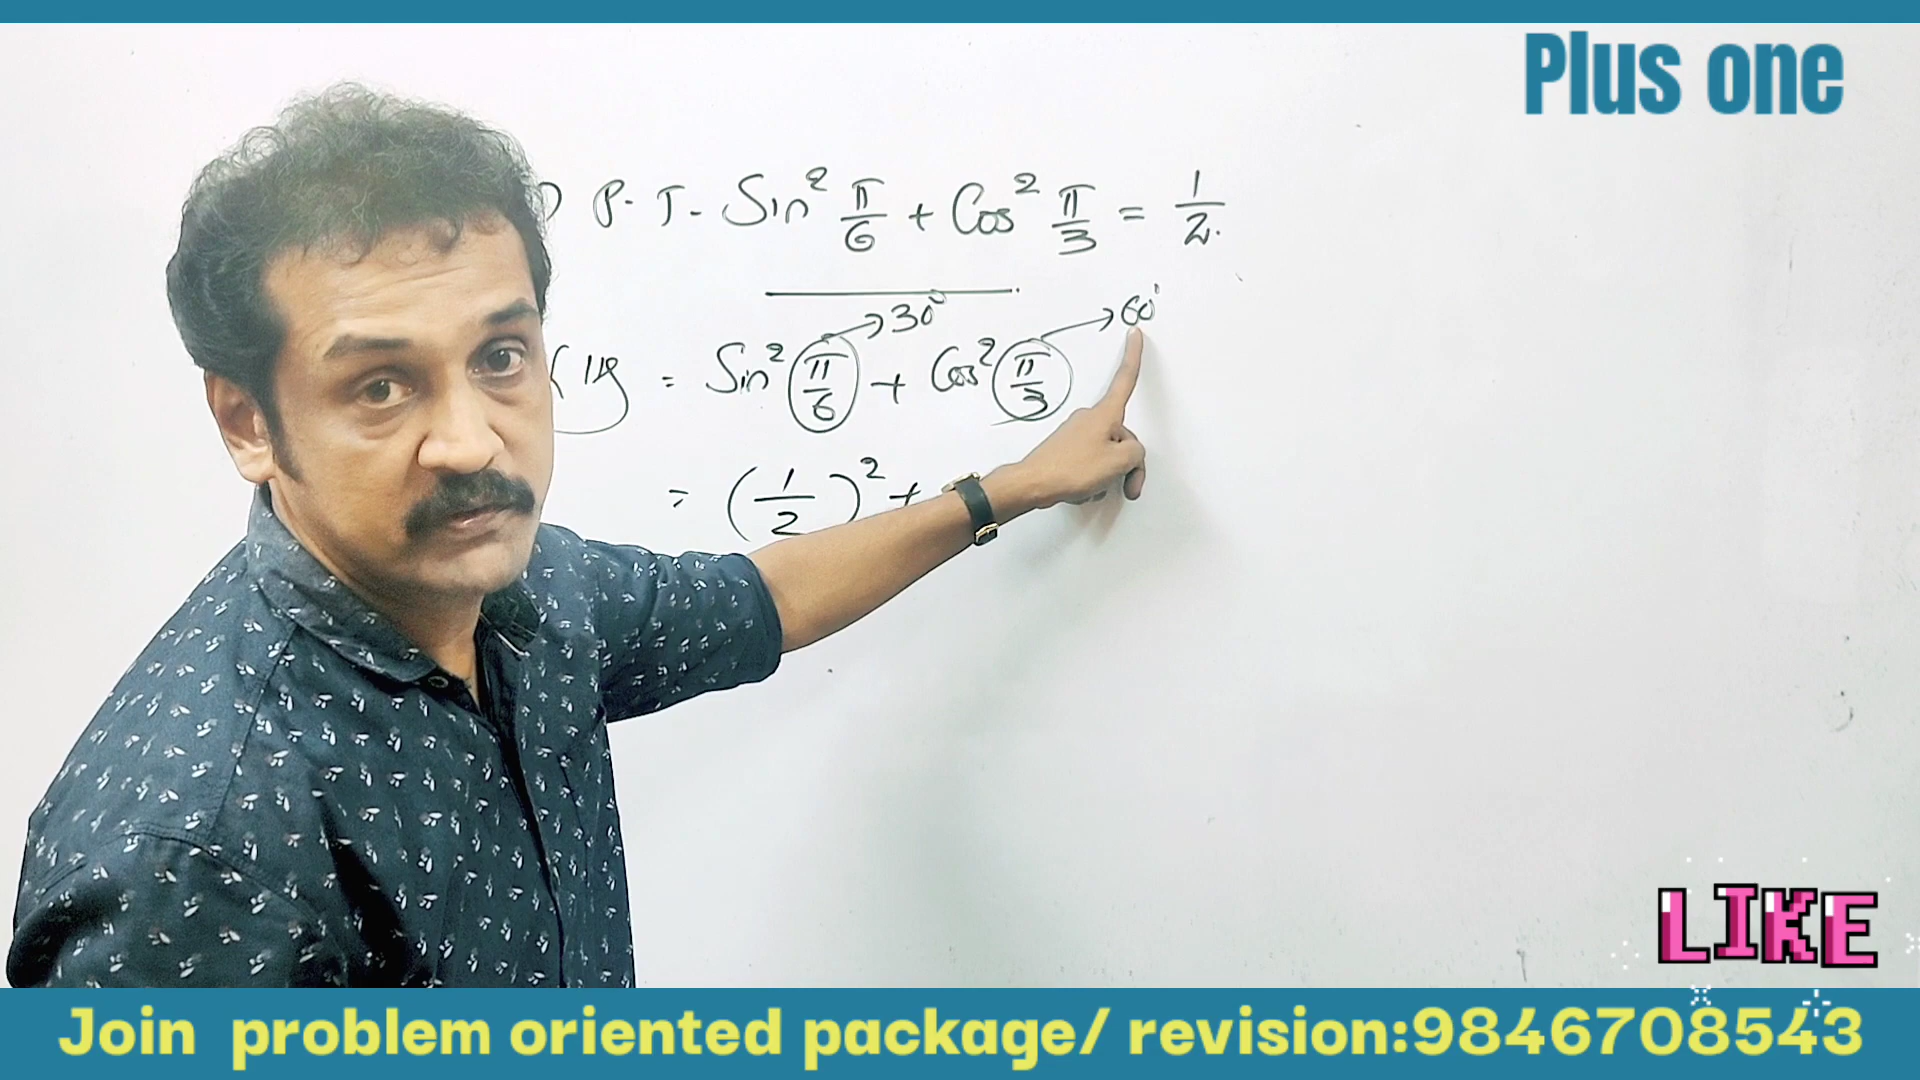 Plus one
P.T. Sin² π/6 + Cos² π/3 = 1/2.
→ 30° → 60°
= Sin² π/6 + Cos² π/3
= (1/2)² +
LIKE
Join problem oriented package/ revision:9846708543